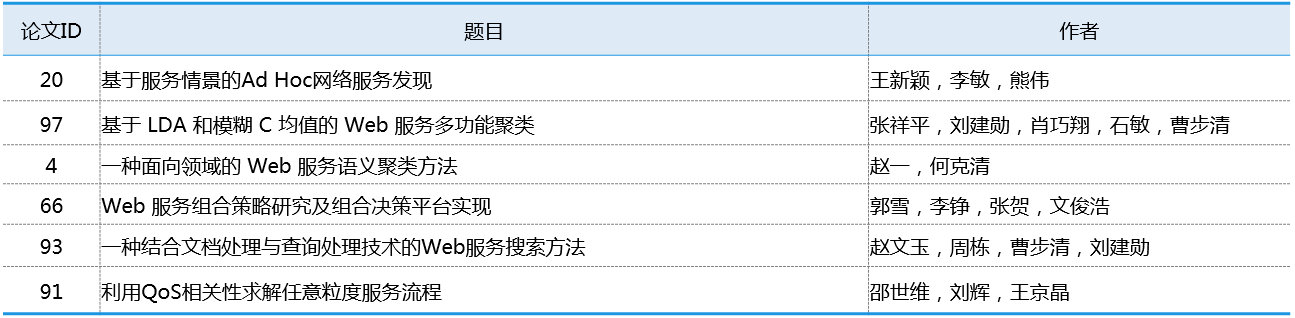 论文ID 题目 作者
20 基于服务情景的Ad Hoc网络服务发现 王新颖，李敏，熊伟
97 基于 LDA 和模糊 C 均值的 Web 服务多功能聚类 张祥平，刘建勋，肖巧翔，石敏，曹步清
4 一种面向领域的 Web 服务语义聚类方法 赵一，何克清
66 Web 服务组合策略研究及组合决策平台实现 郭雪，李铮，张贺，文俊浩
93 一种结合文档处理与查询处理技术的Web服务搜索方法 赵文玉，周栋，曹步清，刘建勋
91 利用QoS相关性求解任意粒度服务流程 邵世维，刘辉，王京晶